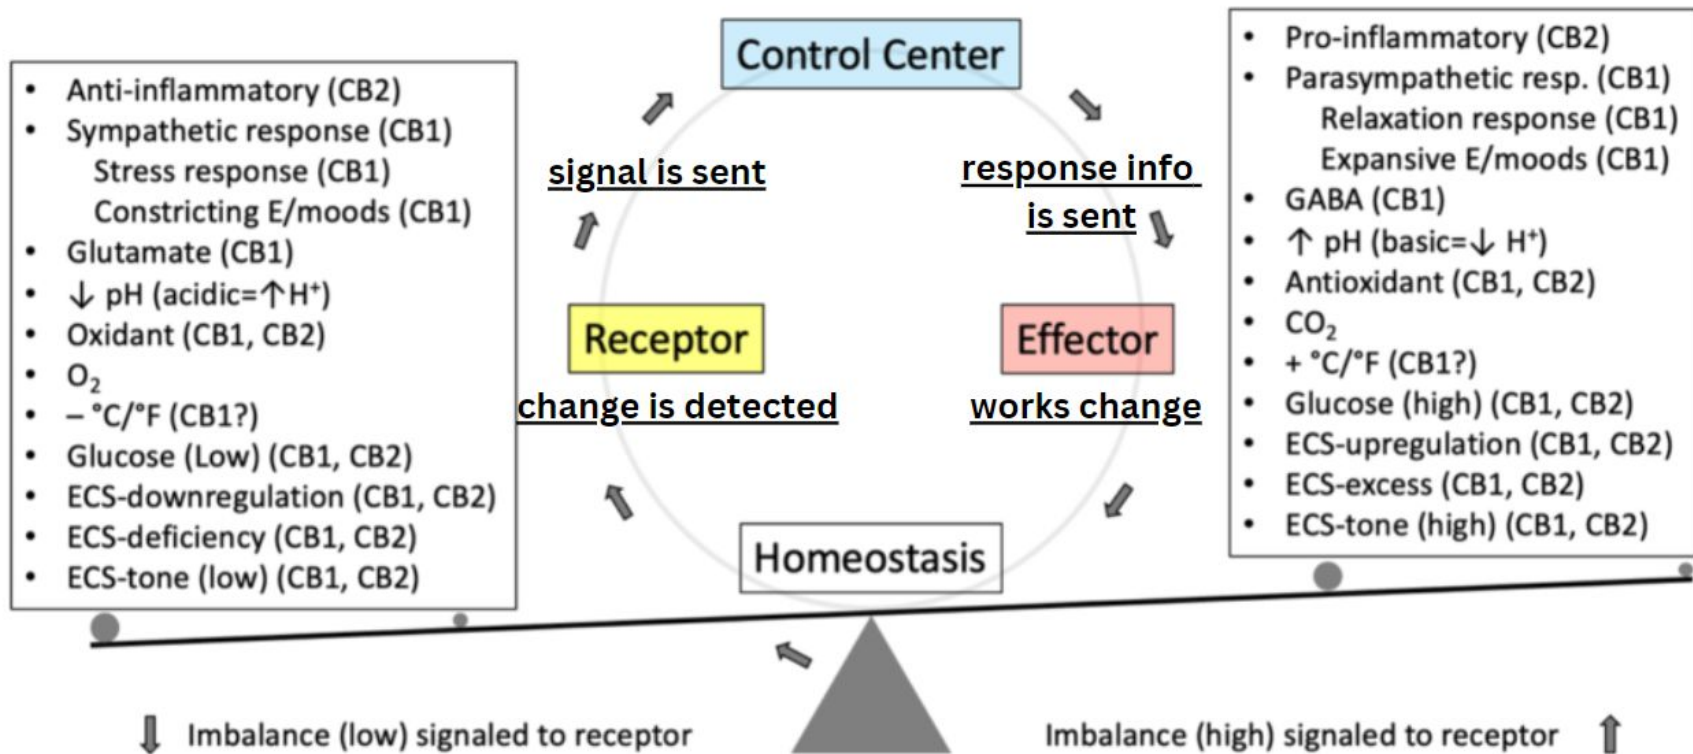 Control Center
signal is sent
response info
is sent
Receptor
change is detected
Effector
works change
Homeostasis
• Anti-inflammatory (CB2)
• Sympathetic response (CB1)
Stress response (CB1)
Constricting E/moods (CB1)
• Glutamate (CB1)
• ↓ pH (acidic=↑H⁺)
• Oxidant (CB1, CB2)
• O₂
• – °C/°F (CB1?)
• Glucose (Low) (CB1, CB2)
• ECS-downregulation (CB1, CB2)
• ECS-deficiency (CB1, CB2)
• ECS-tone (low) (CB1, CB2)
• Pro-inflammatory (CB2)
• Parasympathetic resp. (CB1)
Relaxation response (CB1)
Expansive E/moods (CB1)
• GABA (CB1)
• ↑ pH (basic=↓ H⁺)
• Antioxidant (CB1, CB2)
• CO₂
• + °C/°F (CB1?)
• Glucose (high) (CB1, CB2)
• ECS-upregulation (CB1, CB2)
• ECS-excess (CB1, CB2)
• ECS-tone (high) (CB1, CB2)
Imbalance (low) signaled to receptor
Imbalance (high) signaled to receptor